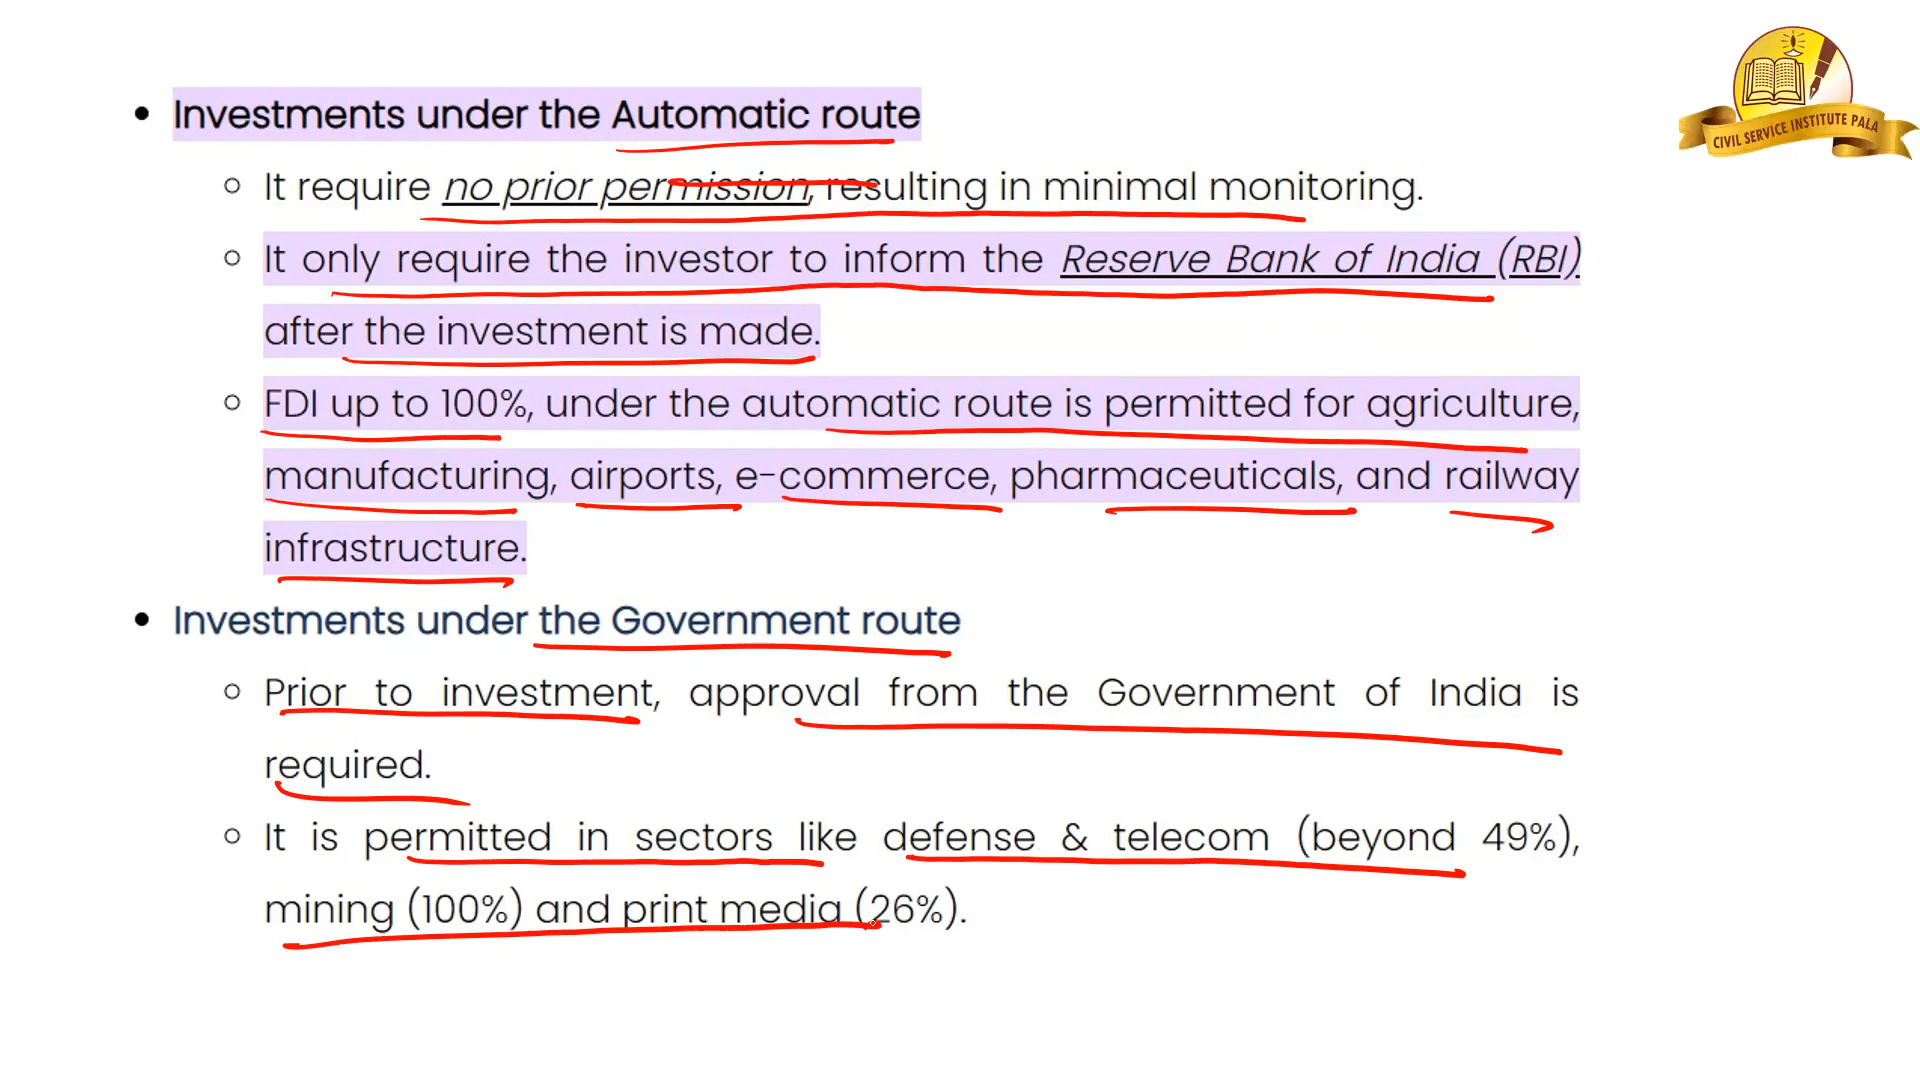 CIVIL SERVICE INSTITUTE PALA
• Investments under the Automatic route
○ It require no prior permission, resulting in minimal monitoring.
○ It only require the investor to inform the Reserve Bank of India (RBI)
after the investment is made.
○ FDI up to 100%, under the automatic route is permitted for agriculture,
manufacturing, airports, e-commerce, pharmaceuticals, and railway
infrastructure.
• Investments under the Government route
○ Prior to investment, approval from the Government of India is
required.
○ It is permitted in sectors like defense & telecom (beyond 49%),
mining (100%) and print media (26%).